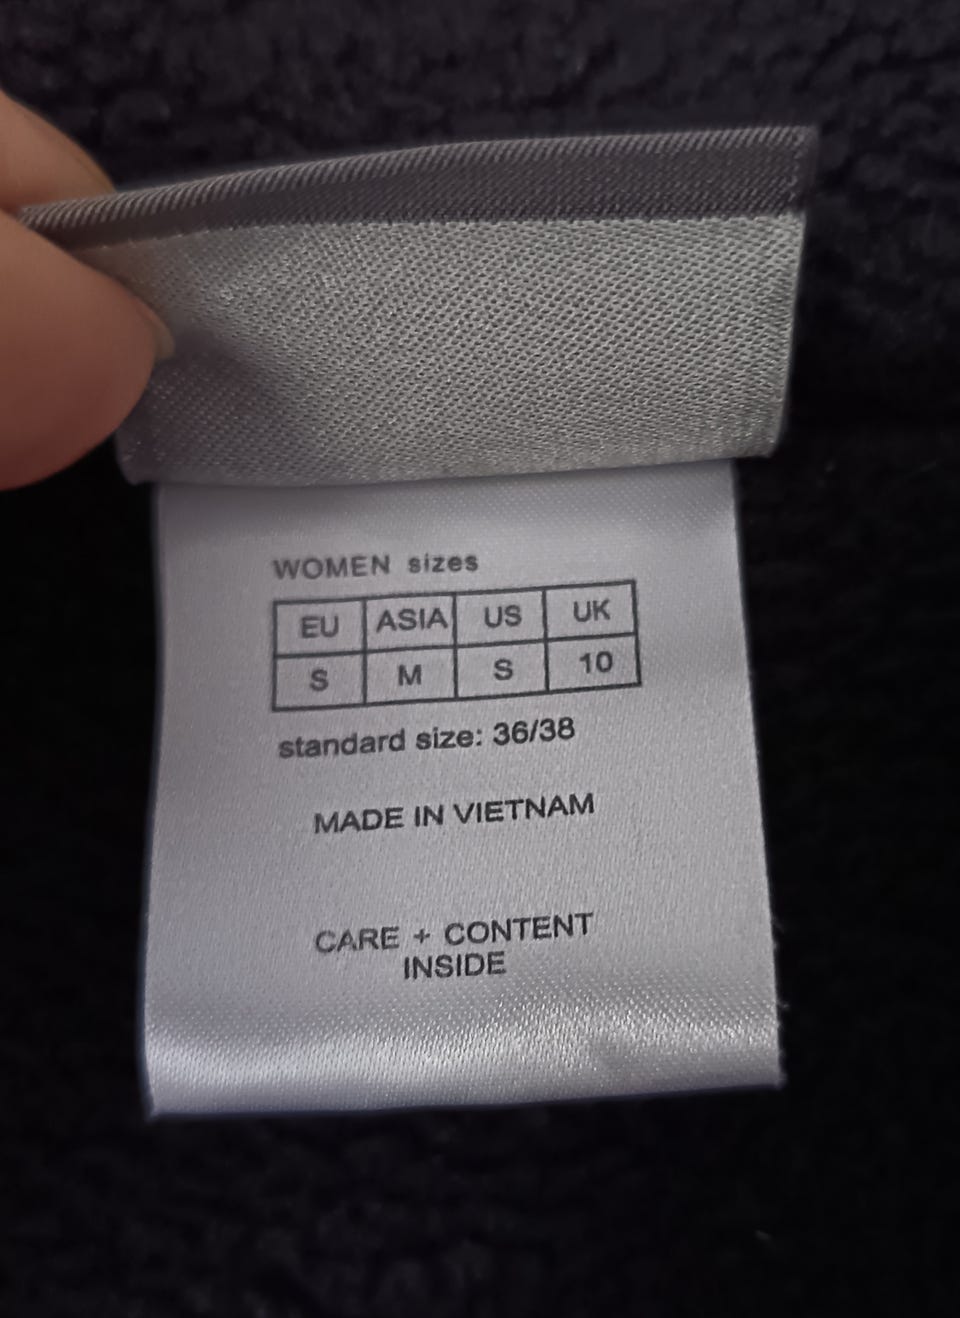 WOMEN sizes
EU ASIA US UK
S M S 10
standard size: 36/38
MADE IN VIETNAM
CARE + CONTENT
INSIDE